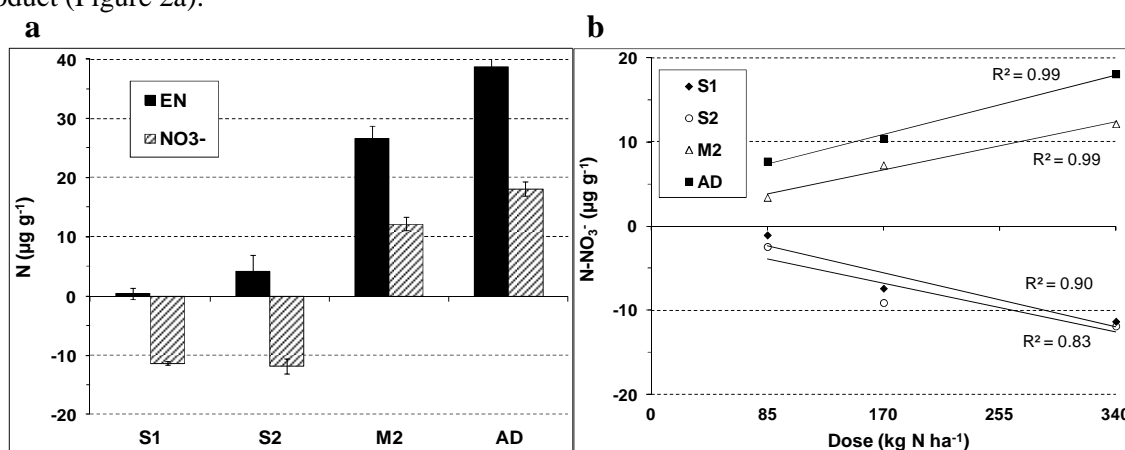 oduct (Figure 2a).
a
40
30
20
10
0
-10
-20
N (µg g⁻¹)
EN
NO3-
S1 S2 M2 AD
b
20
10
0
-10
-20
N-NO₃⁻ (µg g⁻¹)
S1
S2
M2
AD
R² = 0.99
R² = 0.99
R² = 0.90
R² = 0.83
0 85 170 255 340
Dose (kg N ha⁻¹)